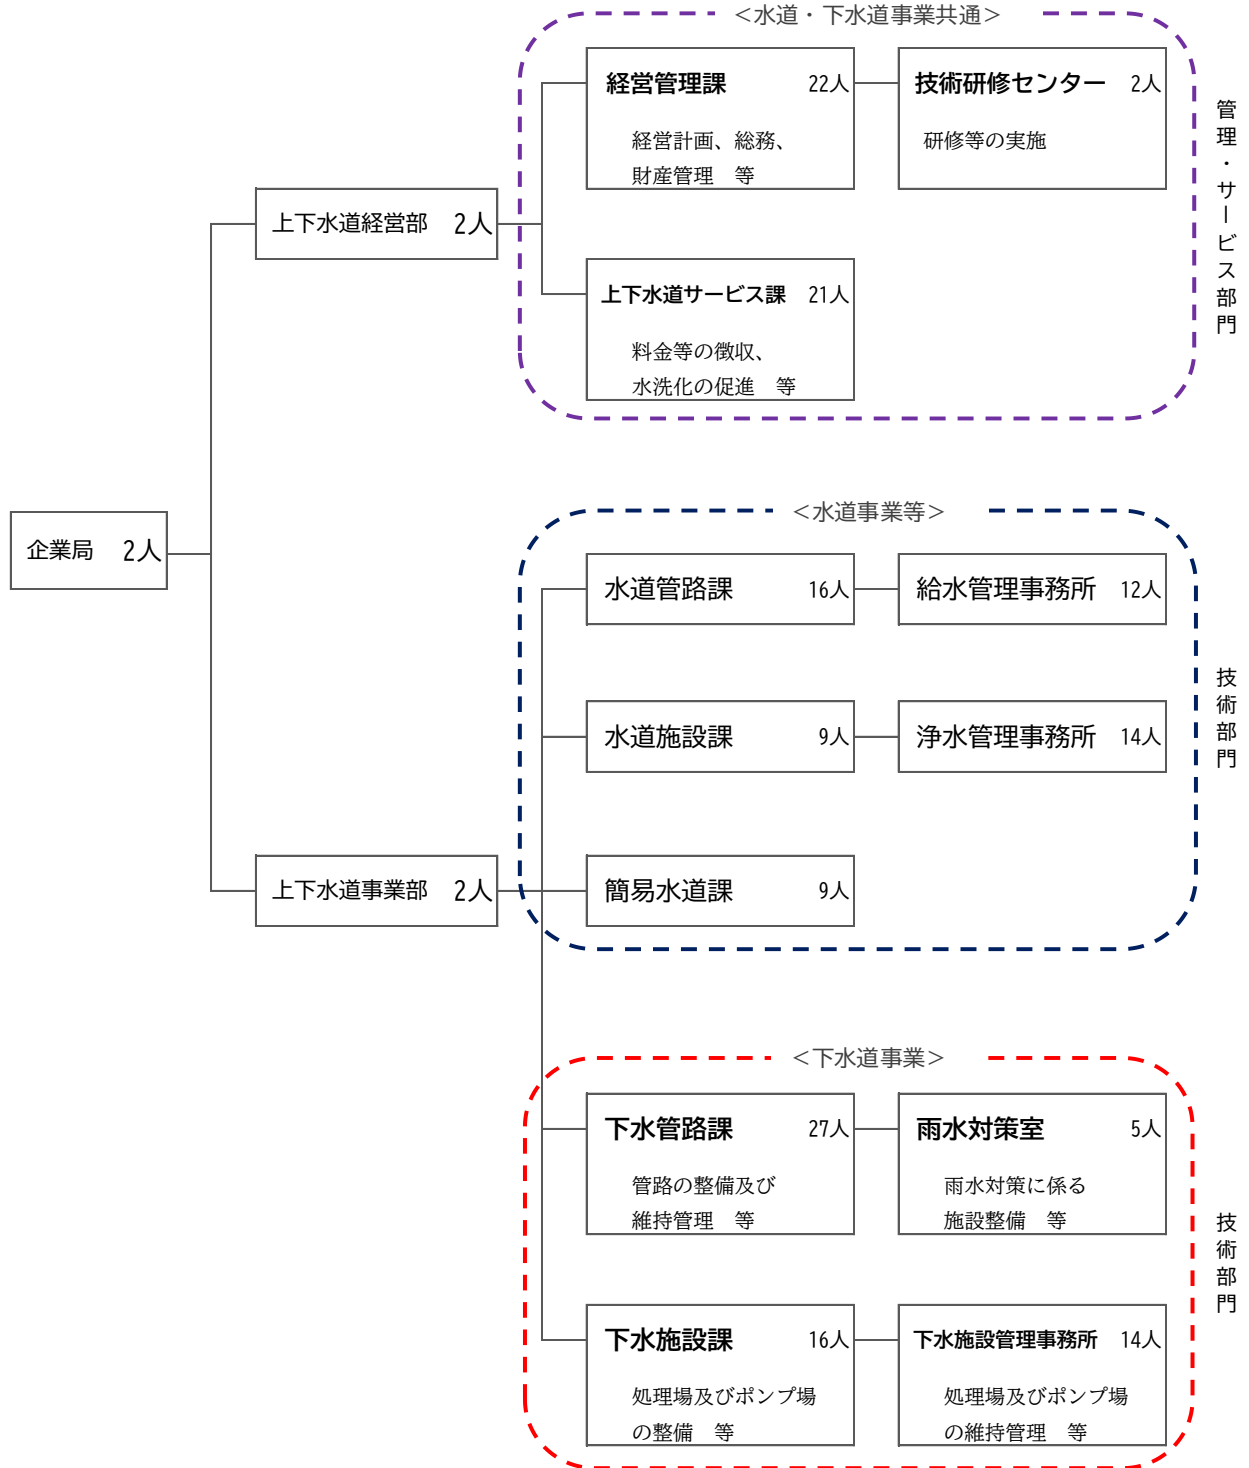 ＜水道・下水道事業共通＞
経営管理課 22人
経営計画、総務、
財産管理　等
技術研修センター 2人
研修等の実施
管理・サービス部門
上下水道経営部 2人
上下水道サービス課 21人
料金等の徴収、
水洗化の促進　等
企業局 2人
＜水道事業等＞
水道管路課 16人
給水管理事務所 12人
水道施設課 9人
浄水管理事務所 14人
技術部門
上下水道事業部 2人
簡易水道課 9人
＜下水道事業＞
下水管路課 27人
管路の整備及び
維持管理　等
雨水対策室 5人
雨水対策に係る
施設整備　等
技術部門
下水施設課 16人
処理場及びポンプ場
の整備　等
下水施設管理事務所 14人
処理場及びポンプ場
の維持管理　等